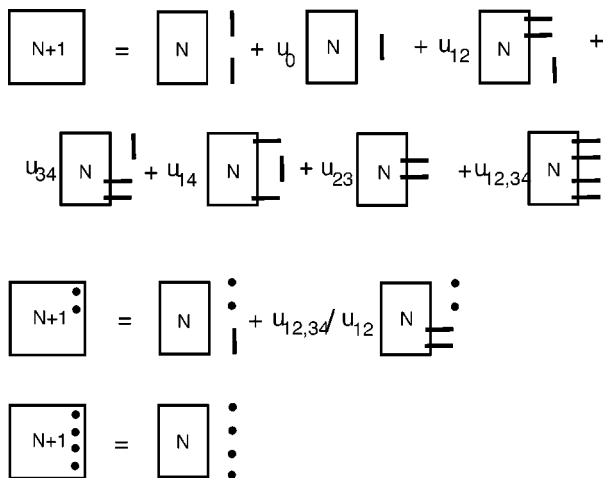 N+1 = N + u0 N + u12 N +
u34 N + u14 N + u23 N +u12,34 N
N+1 = N + u12,34/ u12 N
N+1 = N